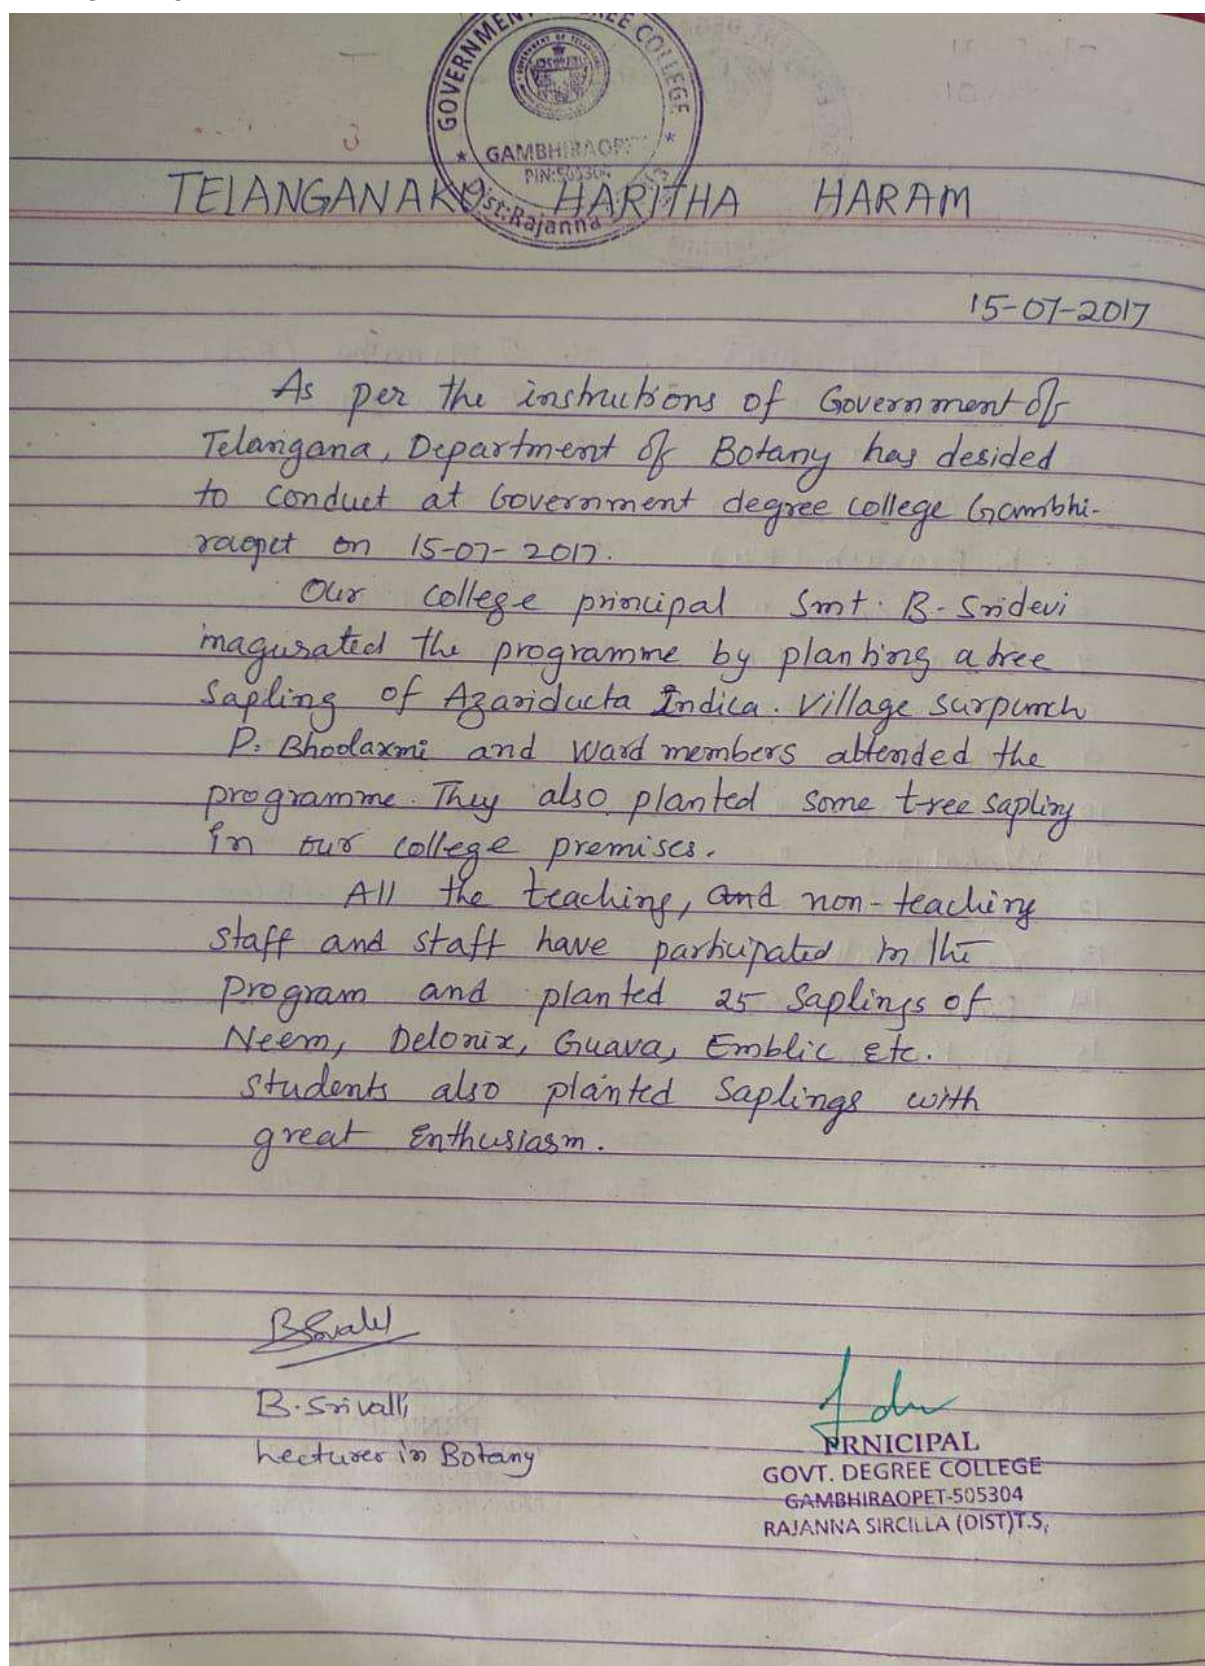 GOVERNMENT DEGREE COLLEGE
GAMBHIRAOPET
PIN:505304
Dist:Rajanna
TELANGANAKU HARITHA HARAM
15-07-2017
As per the instrutions of Government of
Telangana, Department of Botany has desided
to conduct at Government degree college Gambhi-
raopet on 15-07-2017.
Our college principal Smt. B. Sridevi
inagurated the programme by planting a tree
Sapling of Azariducta Indica. Village surpunch
P. Bhoolaxmi and Ward members attended the
programme. They also planted some tree sapling
in our college premises.
All the teaching, and non-teaching
staff and staff have participated in the
program and planted 25 Saplings of
Neem, Delonix, Guava, Emblic etc.
students also planted Saplings with
great Enthusiasm.
B. Srivalli
Lecturer in Botany
PRNICIPAL
GOVT. DEGREE COLLEGE
GAMBHIRAOPET-505304
RAJANNA SIRCILLA (DIST)T.S,